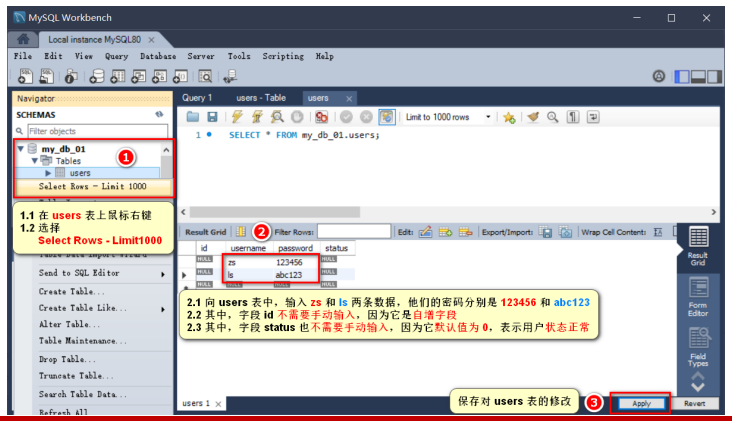 MySQL Workbench
Local instance MySQL80 ×
File Edit View Query Database Server Tools Scripting Help
Navigator
SCHEMAS
Filter objects
my_db_01
Tables
users
Select Rows - Limit 1000
1
1.1 在 users 表上鼠标右键
1.2 选择
Select Rows - Limit1000
Table Data Import Wizard
Send to SQL Editor
Create Table...
Create Table Like...
Alter Table...
Table Maintenance...
Drop Table...
Truncate Table...
Search Table Data...
Refresh All
Query 1 users - Table users ×
Limit to 1000 rows
1 SELECT * FROM my_db_01.users;
Result Grid 2 Filter Rows: Edit: Export/Import: Wrap Cell Content:
id username password status
NULL zs 123456 NULL
NULL ls abc123 NULL
NULL NULL NULL NULL
2.1 向 users 表中，输入 zs 和 ls 两条数据，他们的密码分别是 123456 和 abc123
2.2 其中，字段 id 不需要手动输入，因为它是自增字段
2.3 其中，字段 status 也不需要手动输入，因为它默认值为 0，表示用户状态正常
Result
Grid
Form
Editor
Field
Types
users 1 ×
保存对 users 表的修改
3
Apply
Revert